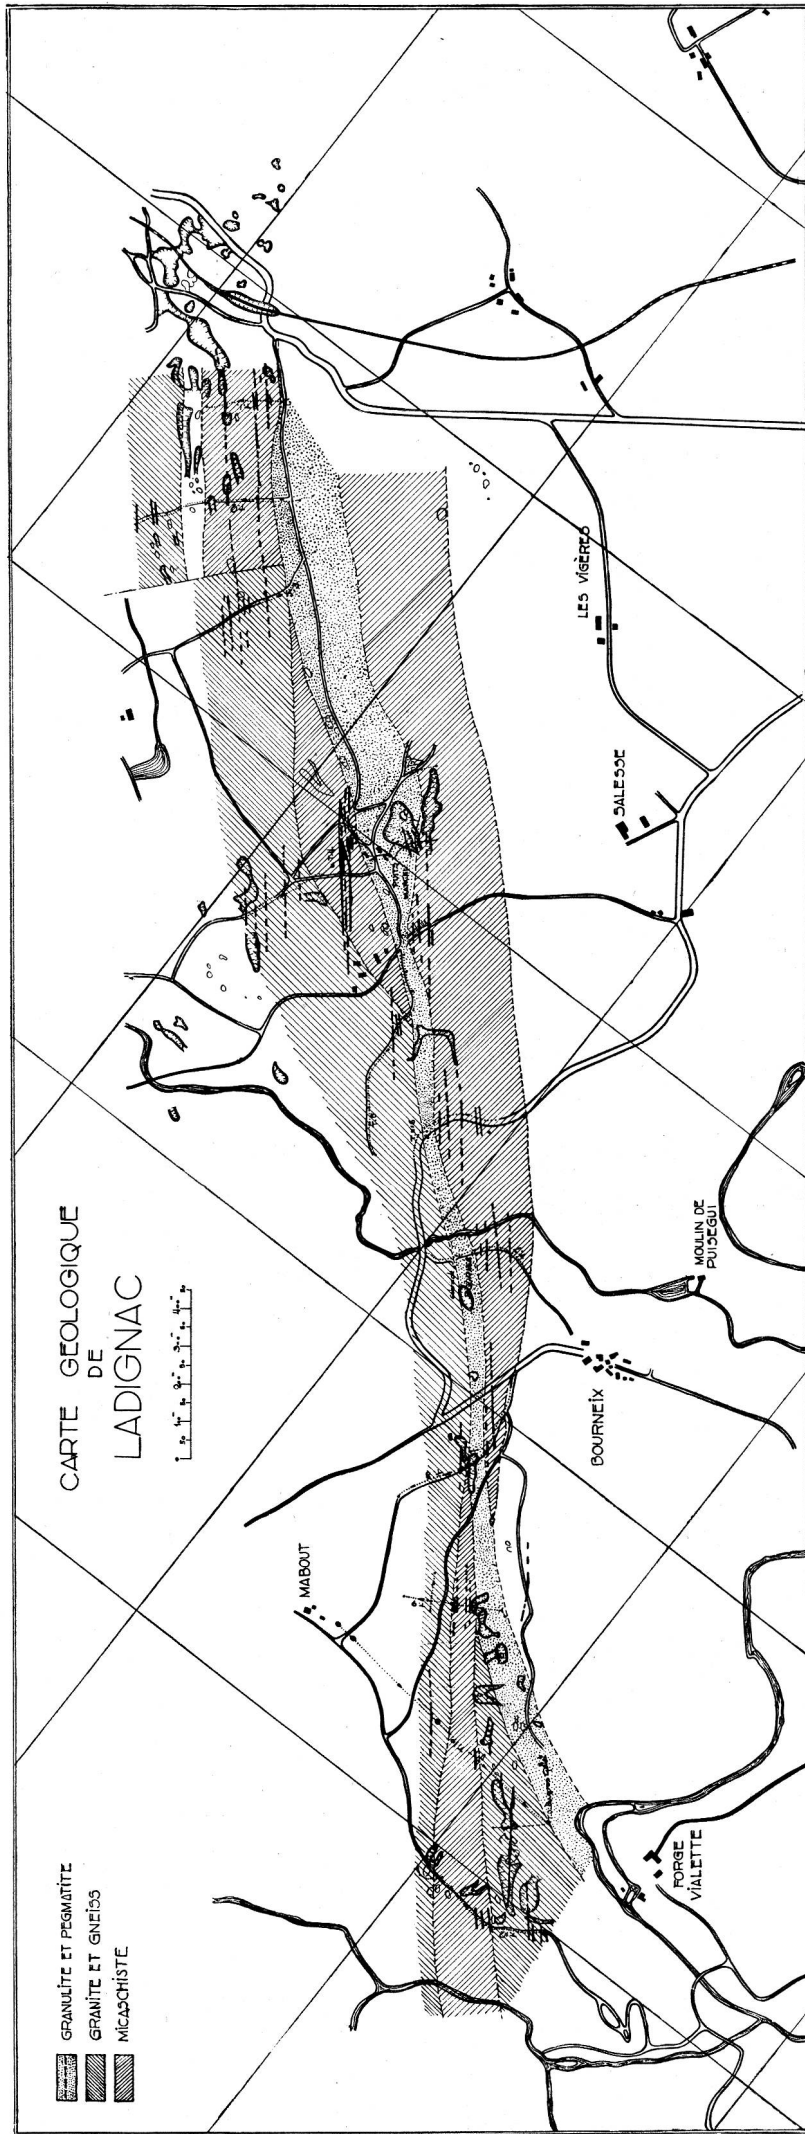 CARTE GEOLOGIQUE
DE
LADIGNAC
GRANULITE ET PEGMATITE
GRANITE ET GNEISS
MICASCHISTE
MABOUT
BOURNEIX
FORGE
VIALETTE
MOULIN DE
PUISEGUI
SALESSE
LES VIGÈRES